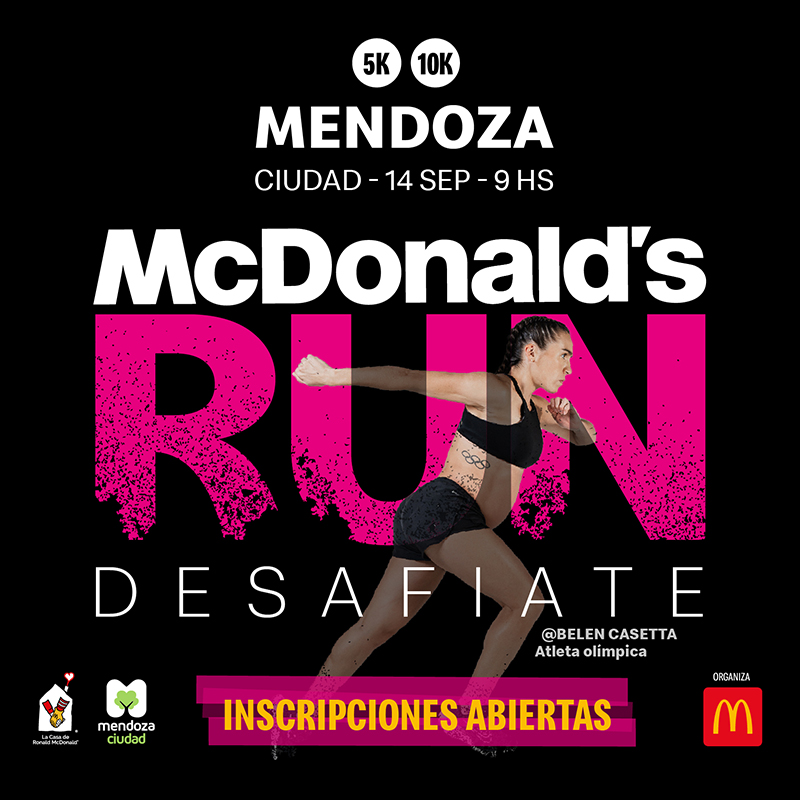 5K 10K
MENDOZA
CIUDAD - 14 SEP - 9 HS
McDonald's
RUN
DESAFIATE
@BELEN CASETTA
Atleta olímpica
INSCRIPCIONES ABIERTAS
La Casa de
Ronald McDonald®
mendoza
ciudad
ORGANIZA